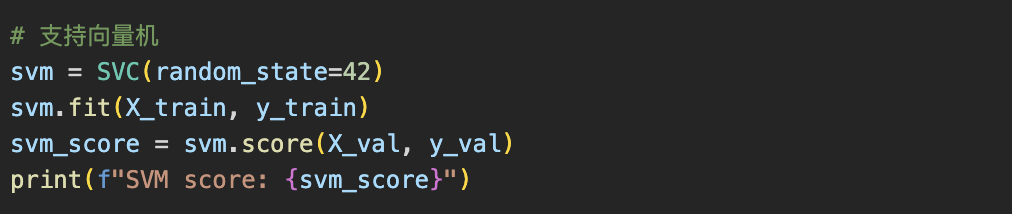 # 支持向量机
svm = SVC(random_state=42)
svm.fit(X_train, y_train)
svm_score = svm.score(X_val, y_val)
print(f"SVM score: {svm_score}")